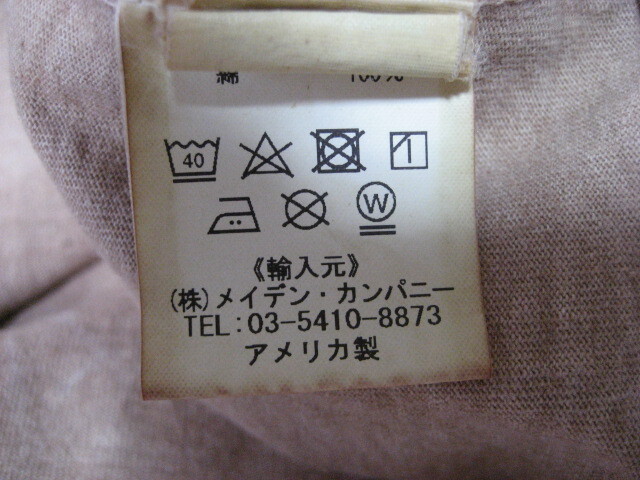 綿 100%
40
W
《輸入元》
(株)メイデン・カンパニー
TEL:03-5410-8873
アメリカ製